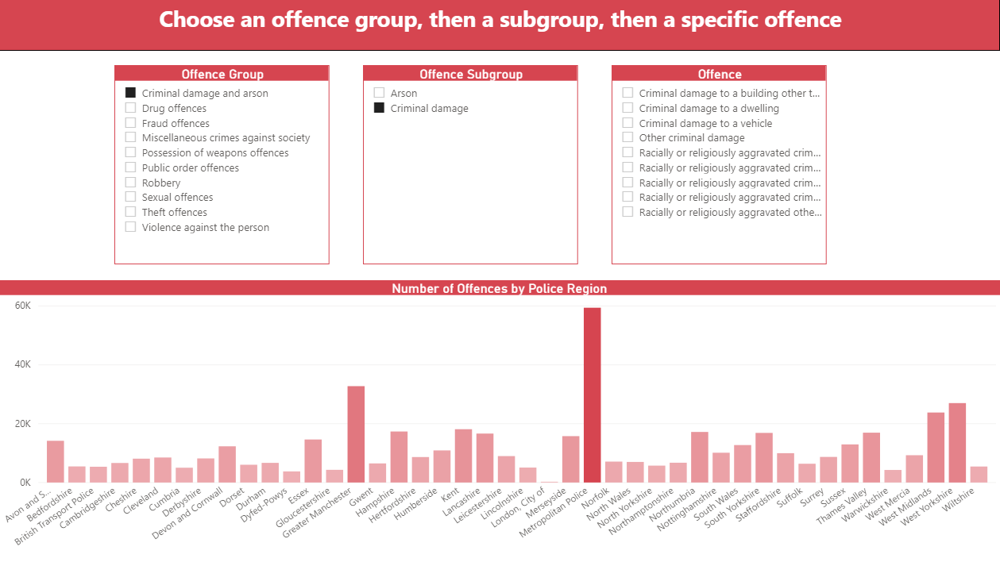 Choose an offence group, then a subgroup, then a specific offence
Offence Group
Criminal damage and arson
Drug offences
Fraud offences
Miscellaneous crimes against society
Possession of weapons offences
Public order offences
Robbery
Sexual offences
Theft offences
Violence against the person
Offence Subgroup
Arson
Criminal damage
Offence
Criminal damage to a building other t...
Criminal damage to a dwelling
Criminal damage to a vehicle
Other criminal damage
Racially or religiously aggravated crim...
Racially or religiously aggravated crim...
Racially or religiously aggravated crim...
Racially or religiously aggravated crim...
Racially or religiously aggravated othe...
Number of Offences by Police Region
60K
40K
20K
0K
Avon and S...
Bedfordshire
British Transport Police
Cambridgeshire
Cheshire
Cleveland
Cumbria
Derbyshire
Devon and Cornwall
Dorset
Durham
Dyfed-Powys
Essex
Gloucestershire
Greater Manchester
Gwent
Hampshire
Hertfordshire
Humberside
Kent
Lancashire
Leicestershire
Lincolnshire
London, City of
Merseyside
Metropolitan Police
Norfolk
North Wales
North Yorkshire
Northamptonshire
Northumbria
Nottinghamshire
South Wales
South Yorkshire
Staffordshire
Suffolk
Surrey
Sussex
Thames Valley
Warwickshire
West Mercia
West Midlands
West Yorkshire
Wiltshire